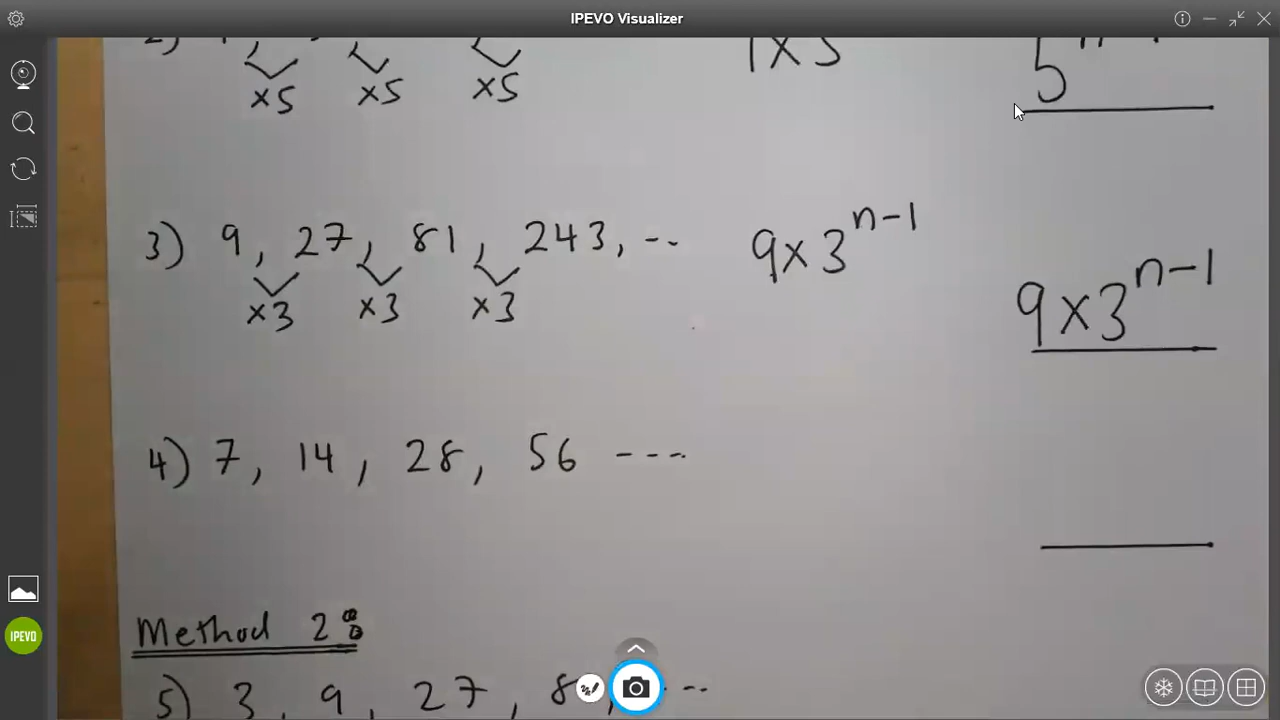 IPEVO Visualizer
×5 ×5 ×5
5
3) 9, 27, 81, 243, --
9×3^{n-1}
×3 ×3 ×3
9×3^{n-1}
4) 7, 14, 28, 56 ---
Method 2:
5) 3, 9, 27,
IPEVO